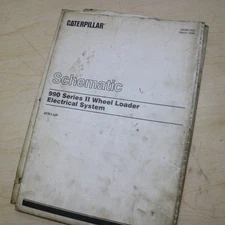 CATERPILLAR
Schematic
990 Series II Wheel Loader
Electrical System